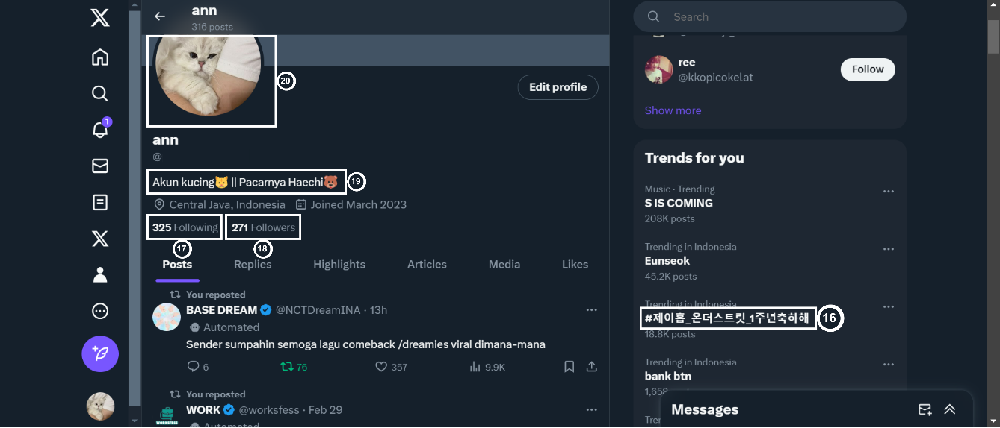 ann
316 posts
20
Edit profile
ann
@
Akun kucing🐱 || Pacarnya Haechi🐻
19
Central Java, Indonesia Joined March 2023
325 Following 271 Followers
17 18
Posts Replies Highlights Articles Media Likes
You reposted
BASE DREAM @NCTDreamINA · 13h
Automated
Sender sumpahin semoga lagu comeback /dreamies viral dimana-mana
6 76 357 9.9K
You reposted
WORK @worksfess · Feb 29
WORKSFESS
Automated
1
Search
ree
@kkopicokelat
Follow
Show more
Trends for you
Music · Trending
S IS COMING
208K posts
Trending in Indonesia
Eunseok
45.2K posts
Trending in Indonesia
#제이홉_온더스트릿_1주년축하해
16
18.8K posts
Trending in Indonesia
bank btn
1,658
Messages